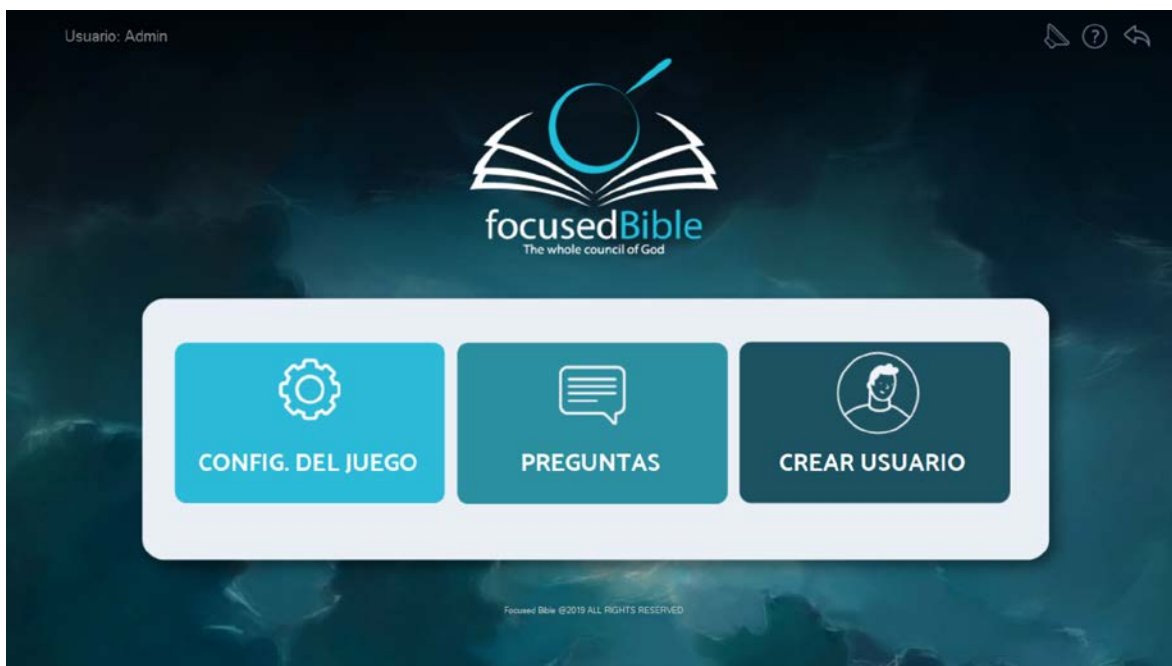 Usuario: Admin
?
focusedBible
The whole council of God
CONFIG. DEL JUEGO
PREGUNTAS
CREAR USUARIO
Focused Bible @2019 ALL RIGHTS RESERVED